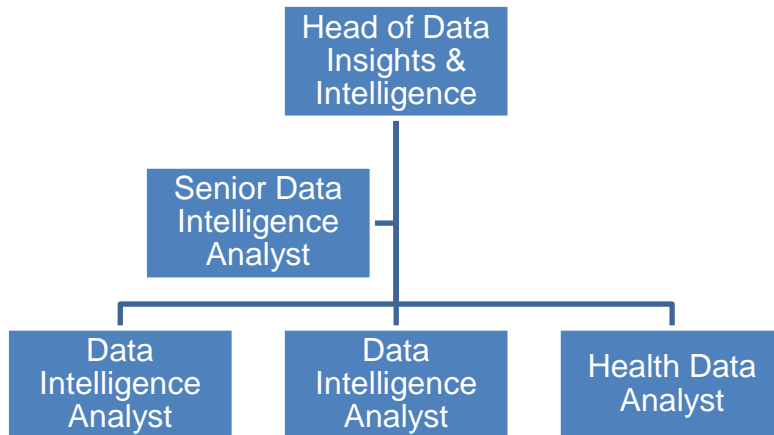 Head of Data
Insights &
Intelligence
Senior Data
Intelligence
Analyst
Data
Intelligence
Analyst
Data
Intelligence
Analyst
Health Data
Analyst